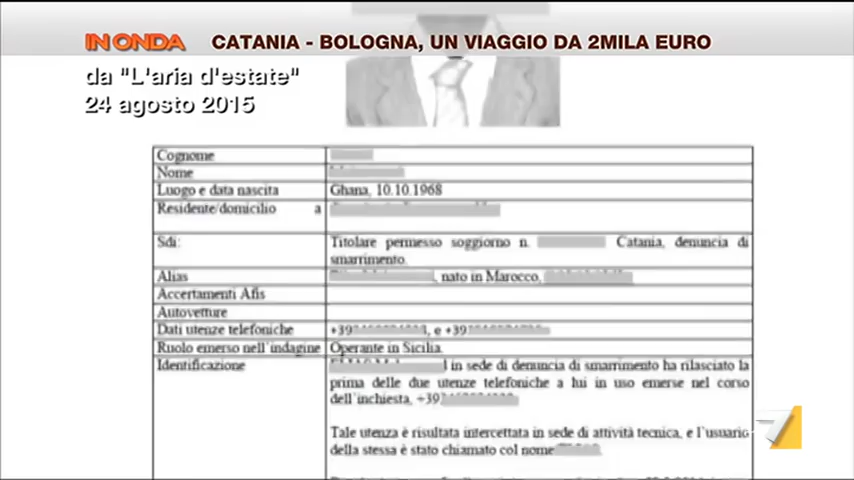 IN ONDA CATANIA - BOLOGNA, UN VIAGGIO DA 2MILA EURO
da "L'aria d'estate"
24 agosto 2015
Cognome
Nome
Luogo e data nascita Ghana, 10.10.1968
Residente/domicilio a
Sdi: Titolare permesso soggiorno n. Catania, denuncia di
smarrimento.
Alias , nato in Marocco,
Accertamenti Afis
Autovetture
Dati utenze telefoniche +39 , e +39
Ruolo emerso nell'indagine Operante in Sicilia.
Identificazione in sede di denuncia di smarrimento ha rilasciato la
prima delle due utenze telefoniche a lui in uso emerse nel corso
dell'inchiesta, +39
Tale utenza è risultata intercettata in sede di attività tecnica, e l'usuario
della stessa è stato chiamato col nome
7